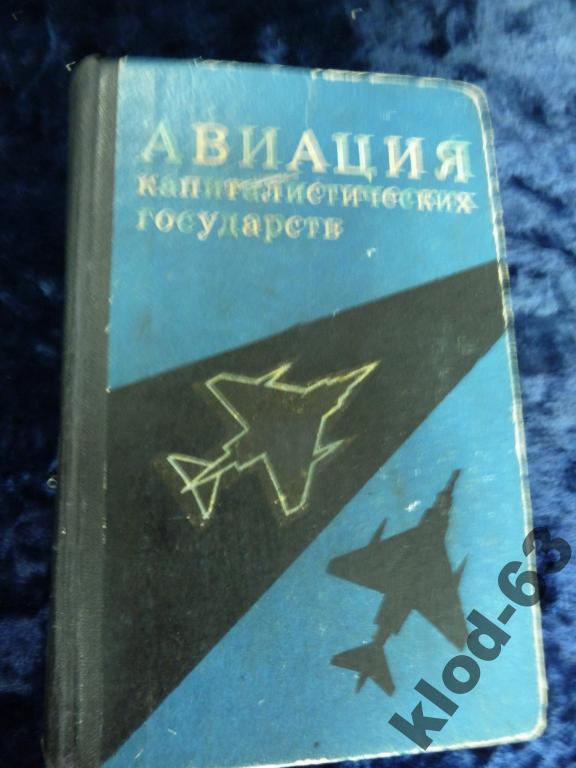 АВИАЦИЯ
капиталистических
государств
klod-63